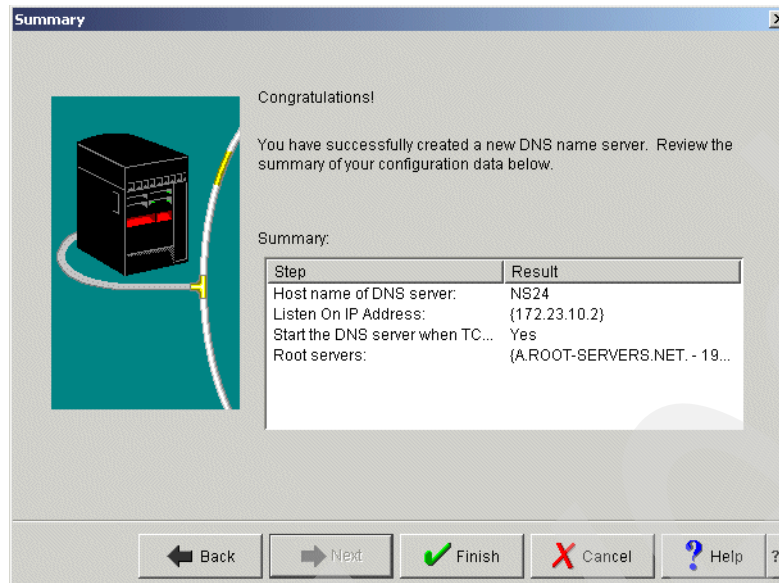 Summary
Congratulations!
You have successfully created a new DNS name server. Review the
summary of your configuration data below.
Summary:
Step Result
Host name of DNS server: NS24
Listen On IP Address: {172.23.10.2}
Start the DNS server when TC... Yes
Root servers: {A.ROOT-SERVERS.NET. - 19...
Back Next Finish Cancel Help ?